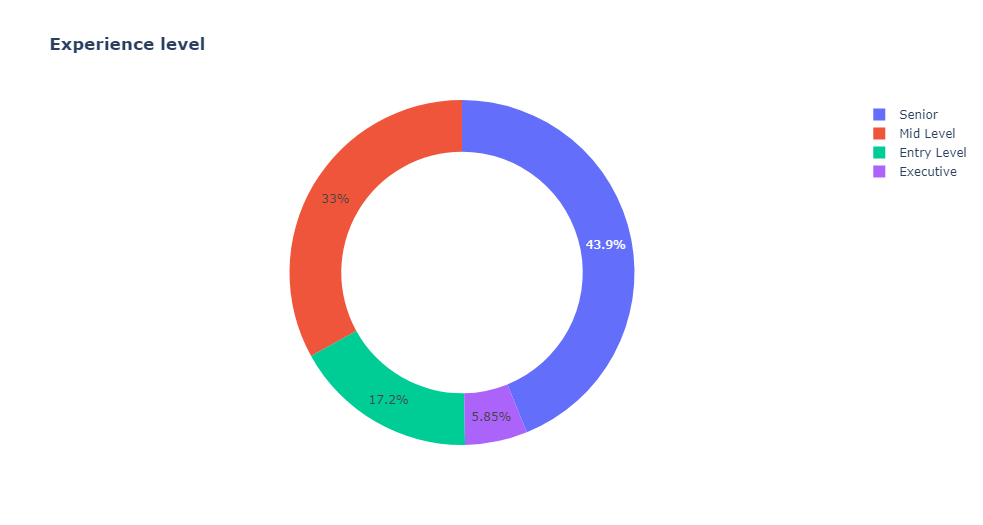 Experience level
Senior
Mid Level
Entry Level
Executive
33%
43.9%
17.2%
5.85%